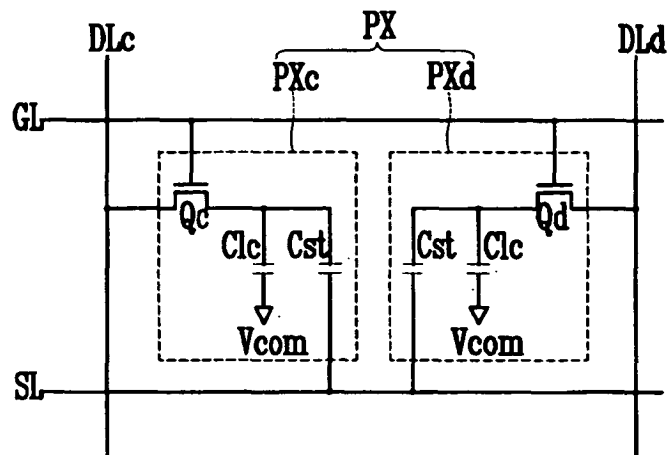 PX
DLc DLd
PXc PXd
GL
Qc Qd
Clc Cst Cst Clc
Vcom Vcom
SL